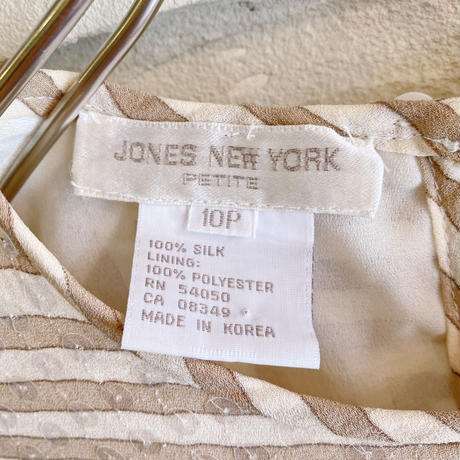 JONES NEW YORK
PETITE
10P
100% SILK
LINING:
100% POLYESTER
RN 54050
CA 08349
MADE IN KOREA